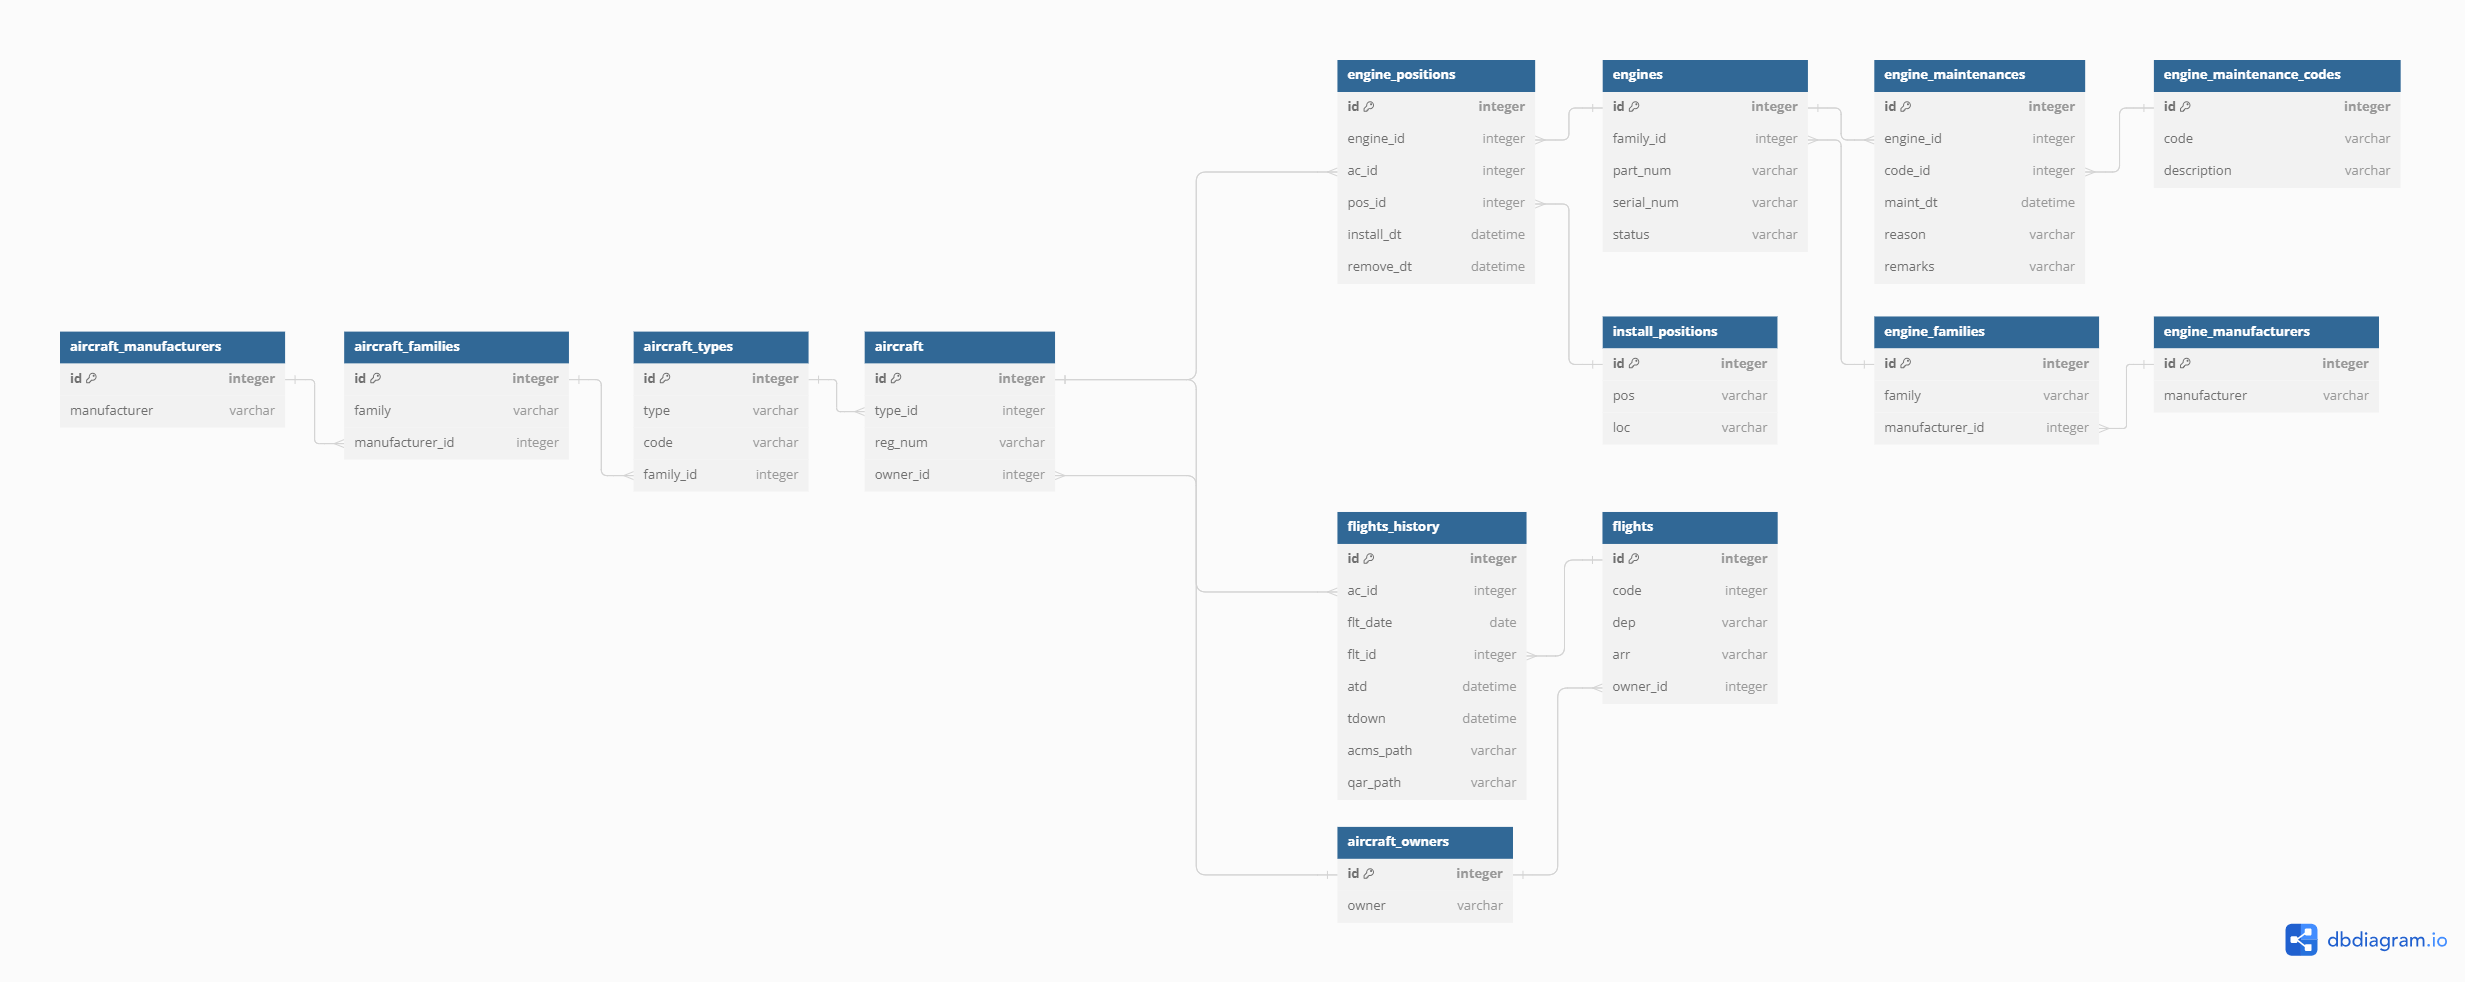 aircraft_manufacturers
id integer
manufacturer varchar
aircraft_families
id integer
family varchar
manufacturer_id integer
aircraft_types
id integer
type varchar
code varchar
family_id integer
aircraft
id integer
type_id integer
reg_num varchar
owner_id integer
engine_positions
id integer
engine_id integer
ac_id integer
pos_id integer
install_dt datetime
remove_dt datetime
engines
id integer
family_id integer
part_num varchar
serial_num varchar
status varchar
engine_maintenances
id integer
engine_id integer
code_id integer
maint_dt datetime
reason varchar
remarks varchar
engine_maintenance_codes
id integer
code varchar
description varchar
install_positions
id integer
pos varchar
loc varchar
engine_families
id integer
family varchar
manufacturer_id integer
engine_manufacturers
id integer
manufacturer varchar
flights_history
id integer
ac_id integer
flt_date date
flt_id integer
atd datetime
tdown datetime
acms_path varchar
qar_path varchar
flights
id integer
code integer
dep varchar
arr varchar
owner_id integer
aircraft_owners
id integer
owner varchar
dbdiagram.io